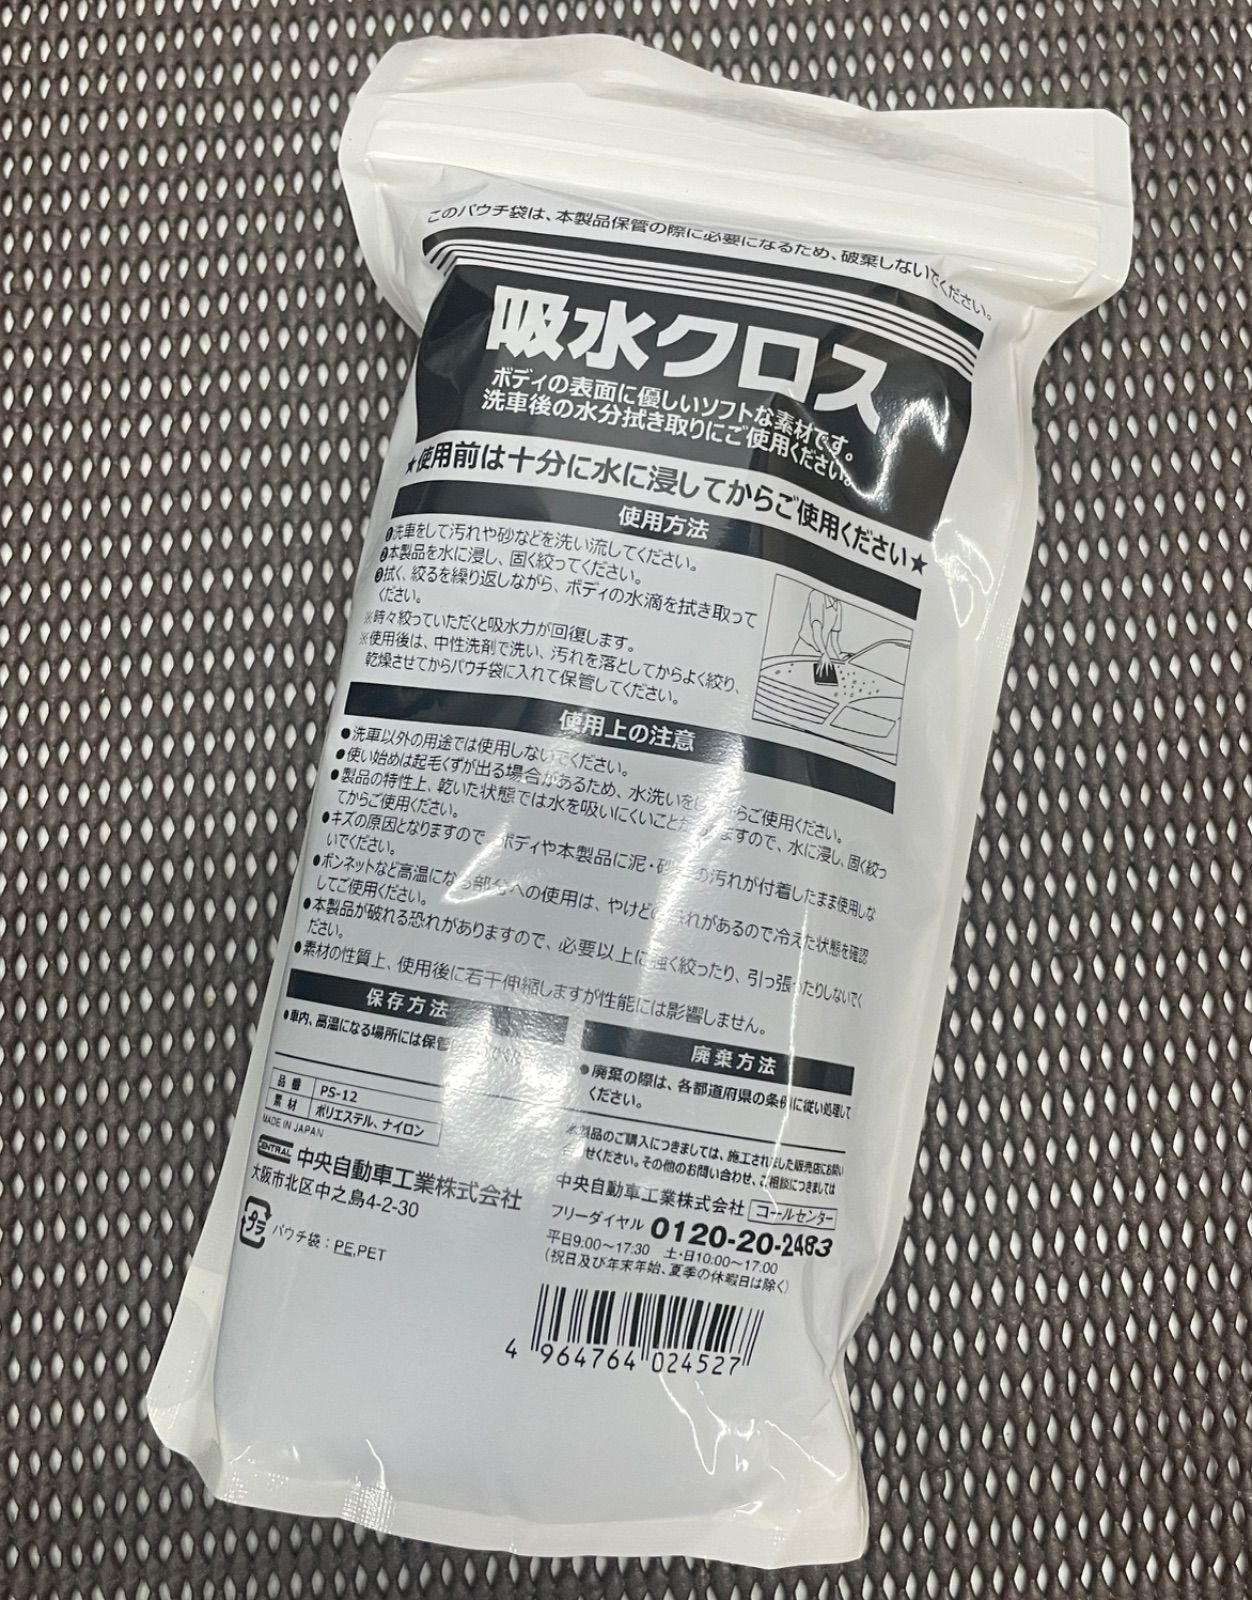 このパウチ袋は、本製品保管の際に必要になるため、破棄しないでください。
吸水クロス
ボディの表面に優しいソフトな素材です。
洗車後の水分拭き取りにご使用ください。
★使用前は十分に水に浸してからご使用ください★
使用方法
❶洗車をして汚れや砂などを洗い流してください。
❷本製品を水に浸し、固く絞ってください。
❸拭く、絞るを繰り返しながら、ボディの水滴を拭き取って
ください。
※時々絞っていただくと吸水力が回復します。
※使用後は、中性洗剤で洗い、汚れを落としてからよく絞り、
乾燥させてからパウチ袋に入れて保管してください。
使用上の注意
●洗車以外の用途では使用しないでください。
●使い始めは起毛くずが出る場合があるため、水洗いを からご使用ください。
●製品の特性上、乾いた状態では水を吸いにくいことがありますので、水に浸し、固く絞っ
てからご使用ください。
●キズの原因となりますので ボディや本製品に泥・砂 の汚れが付着したまま使用しな
いでください。
●ボンネットなど高温になる部分への使用は、やけどの恐れがあるので冷えた状態を確認
してご使用ください。
●本製品が破れる恐れがありますので、必要以上に強く絞ったり、引っ張ったりしないでく
ださい。
●素材の性質上、使用後に若干伸縮しますが性能には影響しません。
保存方法
●車内、高温になる場所には保管
廃棄方法
●廃棄の際は、各都道府県の条例に従い処理して
ください。
品番 PS-12
素材 ポリエステル、ナイロン
MADE IN JAPAN
CENTRAL 中央自動車工業株式会社
大阪市北区中之島4-2-30
プラ パウチ袋：PE,PET
本製品のご購入につきましては、施工された販売店にお問い
せください。その他のお問い合わせ、ご相談につきましては
中央自動車工業株式会社 コールセンター
フリーダイヤル 0120-20-2483
平日9:00～17:30 土・日10:00～17:00
（祝日及び年末年始、夏季の休暇日は除く）
4 964764 024527